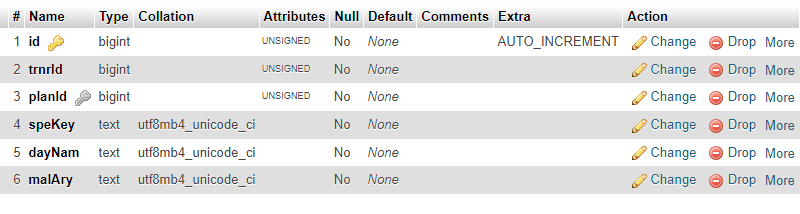 # Name Type Collation Attributes Null Default Comments Extra Action
1 id bigint UNSIGNED No None AUTO_INCREMENT Change Drop More
2 trnrId bigint UNSIGNED No None Change Drop More
3 planId bigint UNSIGNED No None Change Drop More
4 speKey text utf8mb4_unicode_ci No None Change Drop More
5 dayNam text utf8mb4_unicode_ci No None Change Drop More
6 malAry text utf8mb4_unicode_ci No None Change Drop More